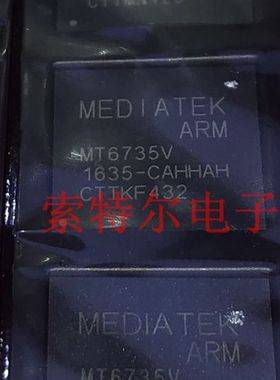 MEDIATEK
ARM
MT6735V
1635-CAHHAH
CTTKF432
索特尔电子
MEDIATEK
ARM
MT6735V